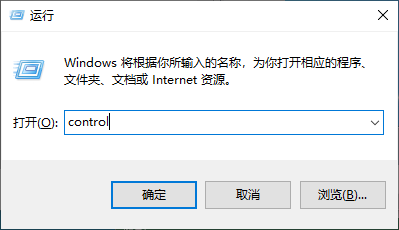 运行
Windows 将根据你所输入的名称，为你打开相应的程序、
文件夹、文档或 Internet 资源。
打开(O): control
确定 取消 浏览(B)...